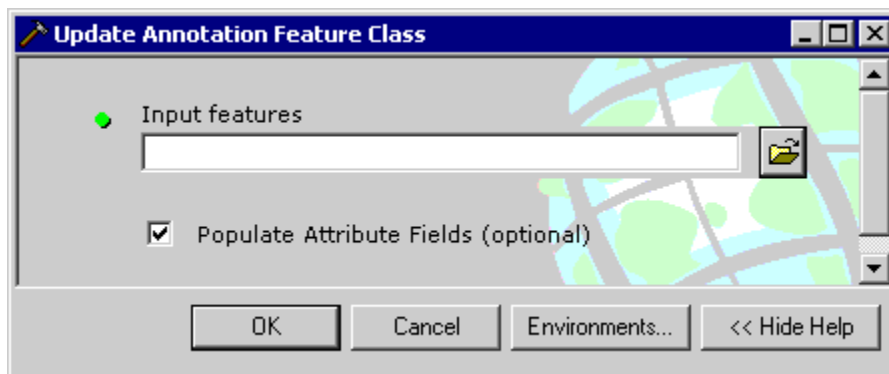 Update Annotation Feature Class
Input features
Populate Attribute Fields (optional)
OK Cancel Environments... << Hide Help